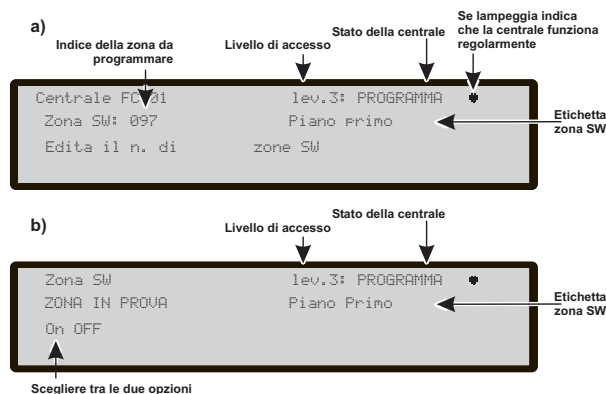 a)
Indice della zona da
programmare
Livello di accesso
Stato della centrale
Se lampeggia indica
che la centrale funziona
regolarmente
Centrale FC 01 lev.3: PROGRAMMA
Zona SW: 097 Piano primo
Edita il n. di zone SW
Etichetta
zona SW
b)
Livello di accesso
Stato della centrale
Zona SW lev.3: PROGRAMMA
ZONA IN PROVA Piano Primo
On OFF
Etichetta
zona SW
Scegliere tra le due opzioni